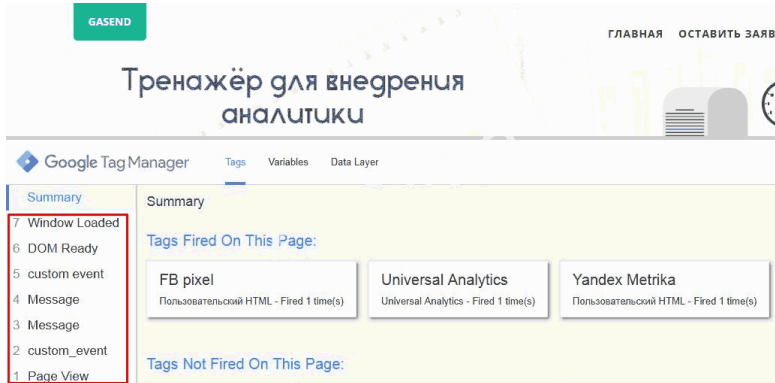 GASEND
ГЛАВНАЯ ОСТАВИТЬ ЗАЯВ
Тренажёр для внедрения
аналитики
Google Tag Manager Tags Variables Data Layer
Summary
7 Window Loaded
6 DOM Ready
5 custom event
4 Message
3 Message
2 custom_event
1 Page View
Summary
Tags Fired On This Page:
FB pixel
Пользовательский HTML - Fired 1 time(s)
Universal Analytics
Universal Analytics - Fired 1 time(s)
Yandex Metrika
Пользовательский HTML - Fired 1 time(s)
Tags Not Fired On This Page: